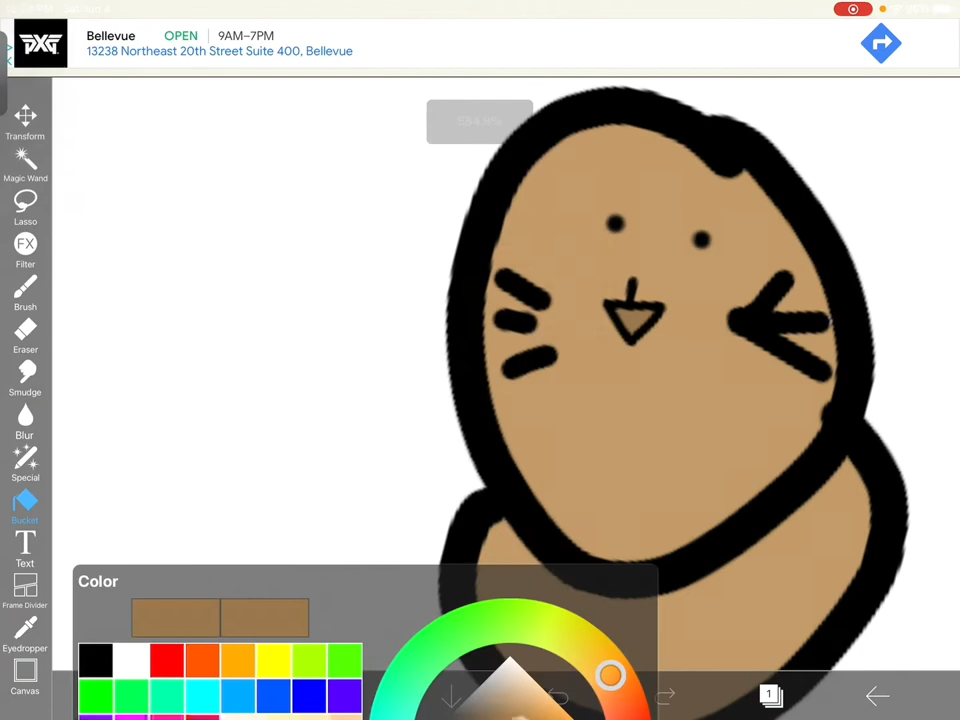 PXG
Bellevue OPEN 9AM–7PM
13238 Northeast 20th Street Suite 400, Bellevue
Transform
Magic Wand
Lasso
FX
Filter
Brush
Eraser
Smudge
Blur
Special
Bucket
T
Text
Frame Divider
Eyedropper
Canvas
Color
1